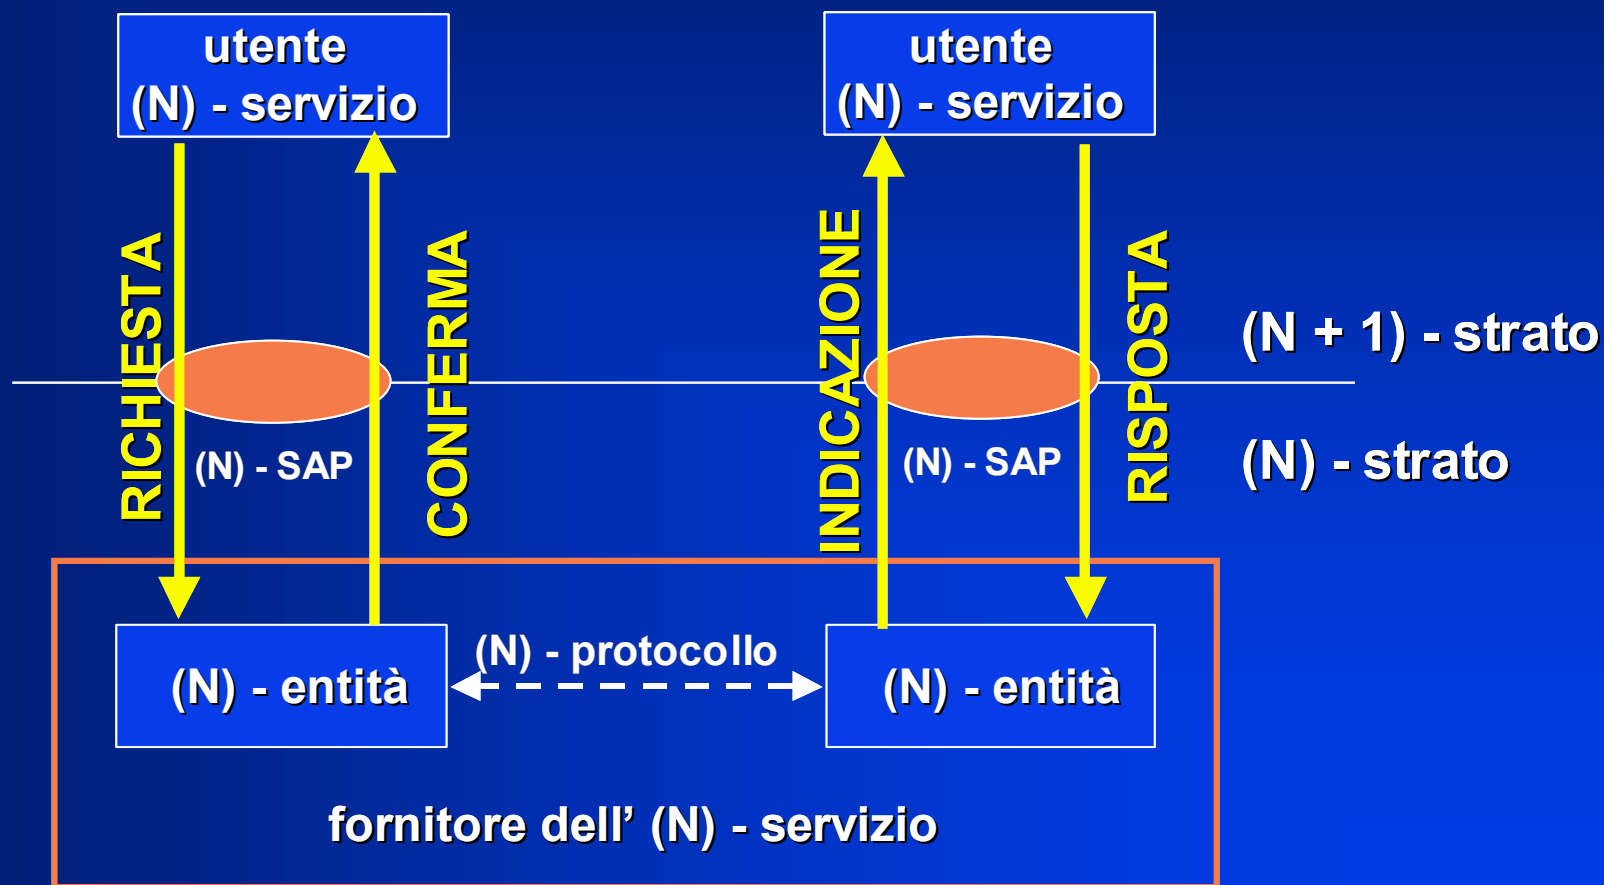 utente
(N) - servizio
utente
(N) - servizio
RICHIESTA
CONFERMA
INDICAZIONE
RISPOSTA
(N + 1) - strato
(N) - SAP
(N) - SAP
(N) - strato
(N) - protocollo
(N) - entità
(N) - entità
fornitore dell’ (N) - servizio